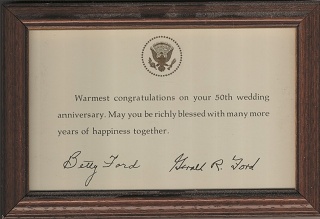 Warmest congratulations on your 50th wedding
anniversary. May you be richly blessed with many more
years of happiness together.
Betty Ford Gerald R. Ford